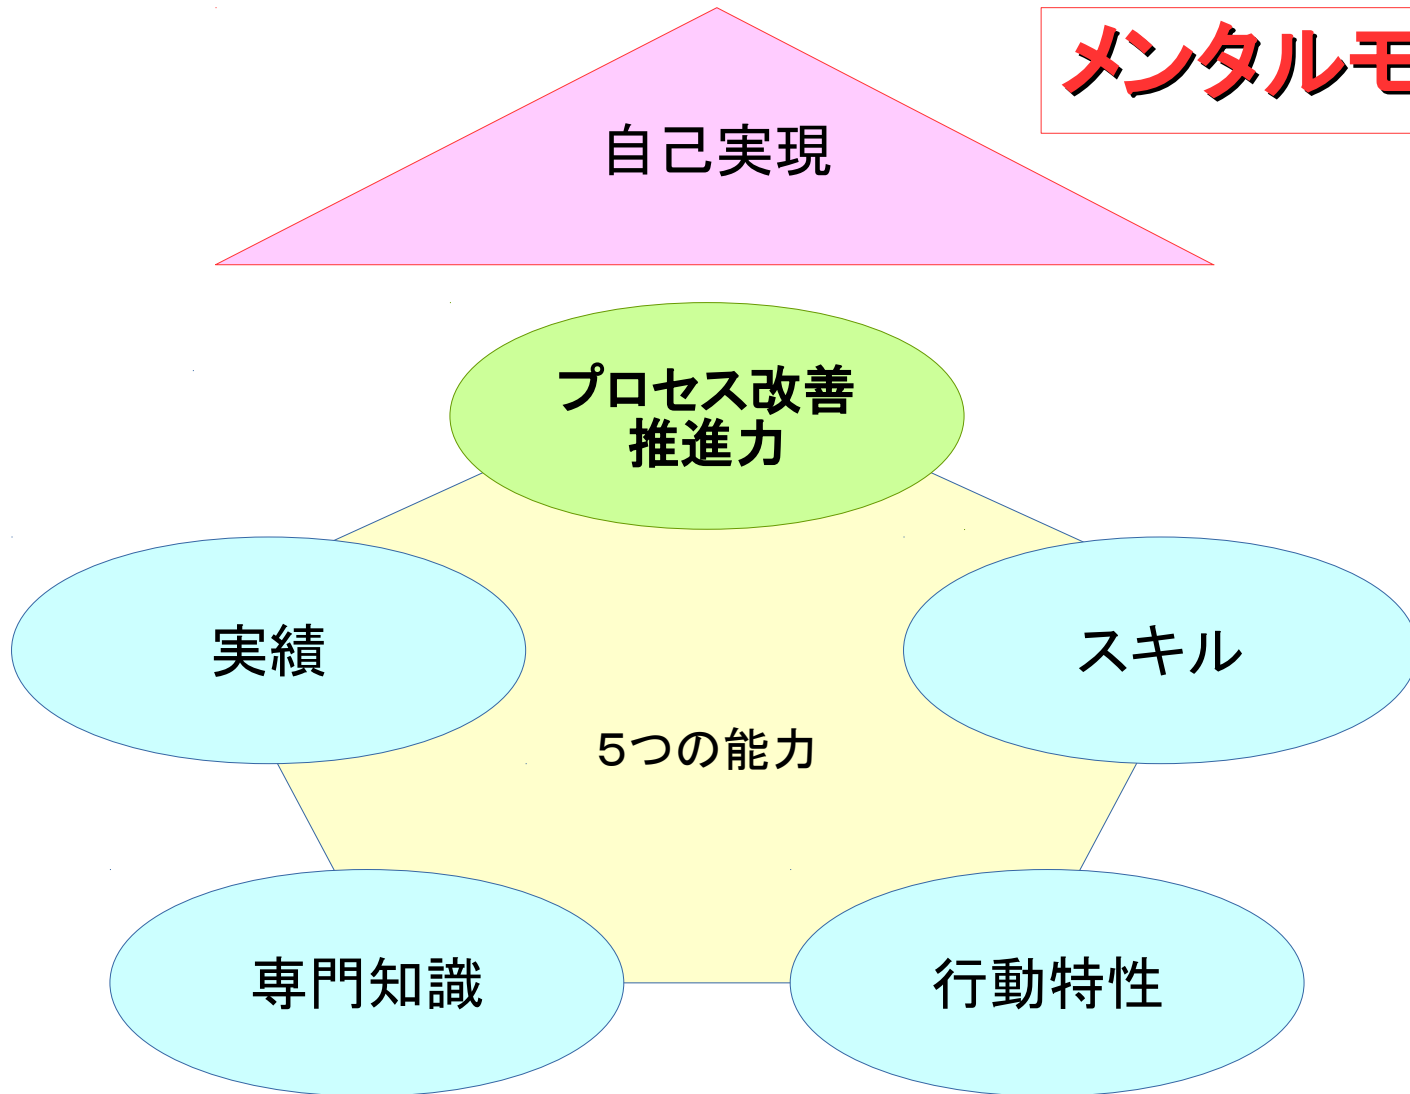 メンタルモ
自己実現
プロセス改善
推進力
実績
スキル
５つの能力
専門知識
行動特性